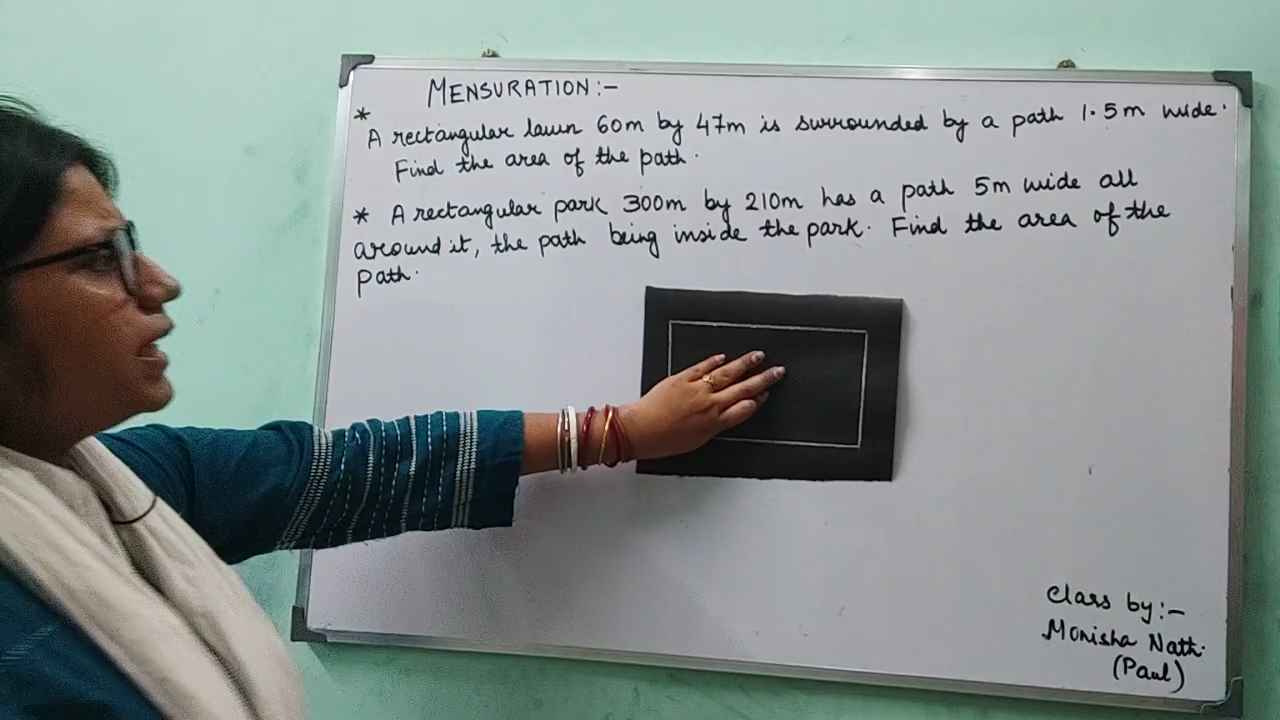 MENSURATION:-
* A rectangular lawn 60m by 47m is surrounded by a path 1.5m wide.
Find the area of the path.
* A rectangular park 300m by 210m has a path 5m wide all
around it, the path being inside the park. Find the area of the
path.
Class by:-
Monisha Nath.
(Paul)